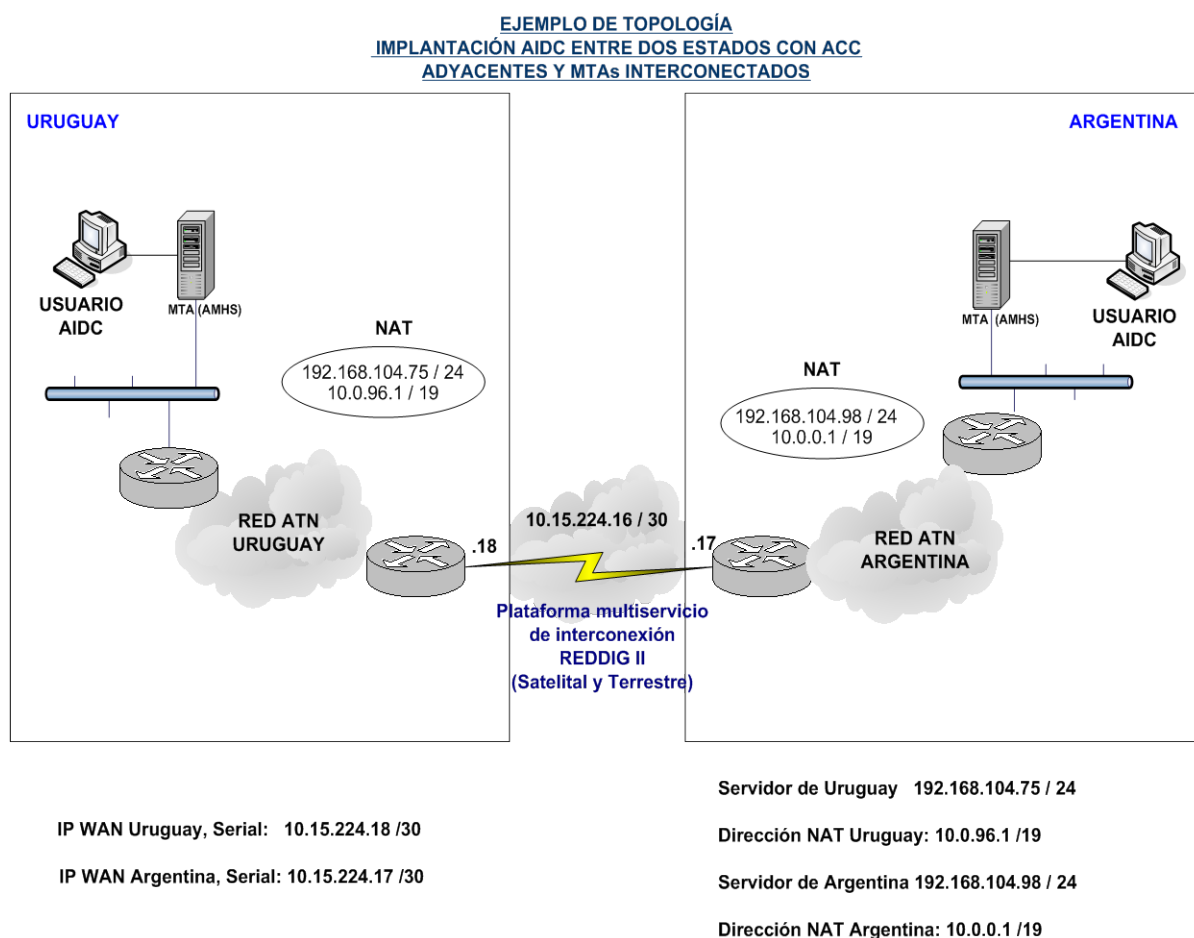 EJEMPLO DE TOPOLOGÍA
IMPLANTACIÓN AIDC ENTRE DOS ESTADOS CON ACC
ADYACENTES Y MTAs INTERCONECTADOS
URUGUAY
USUARIO
AIDC
MTA (AMHS)
NAT
192.168.104.75 / 24
10.0.96.1 / 19
RED ATN
URUGUAY
.18
10.15.224.16 / 30
.17
Plataforma multiservicio
de interconexión
REDDIG II
(Satelital y Terrestre)
ARGENTINA
MTA (AMHS)
USUARIO
AIDC
NAT
192.168.104.98 / 24
10.0.0.1 / 19
RED ATN
ARGENTINA
IP WAN Uruguay, Serial: 10.15.224.18 /30
IP WAN Argentina, Serial: 10.15.224.17 /30
Servidor de Uruguay 192.168.104.75 / 24
Dirección NAT Uruguay: 10.0.96.1 /19
Servidor de Argentina 192.168.104.98 / 24
Dirección NAT Argentina: 10.0.0.1 /19